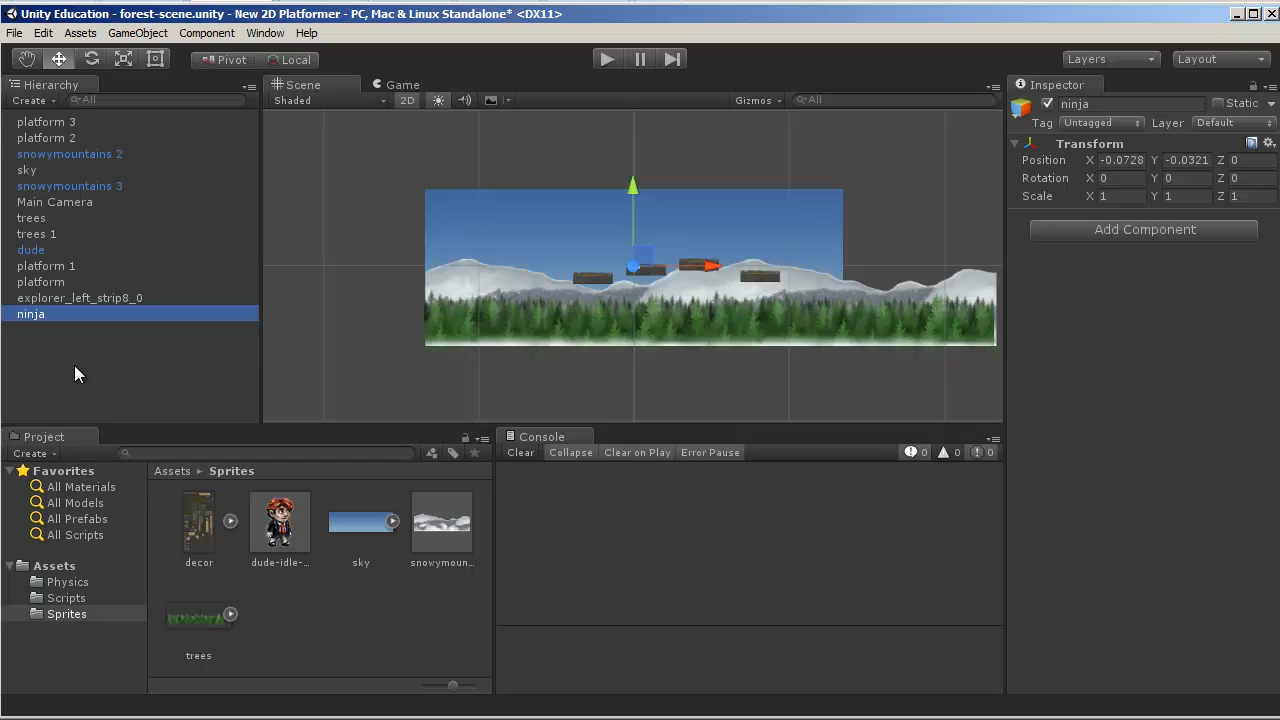 Unity Education - forest-scene.unity - New 2D Platformer - PC, Mac & Linux Standalone* <DX11>
File Edit Assets GameObject Component Window Help
Pivot Local Layers Layout
Hierarchy
Create All
platform 3
platform 2
snowymountains 2
sky
snowymountains 3
Main Camera
trees
trees 1
dude
platform 1
platform
explorer_left_strip8_0
ninja
Scene Game
Shaded 2D Gizmos All
Inspector
ninja Static
Tag Untagged Layer Default
Transform
Position X -0.0728 Y -0.0321 Z 0
Rotation X 0 Y 0 Z 0
Scale X 1 Y 1 Z 1
Add Component
Project
Create
Favorites
All Materials
All Models
All Prefabs
All Scripts
Assets
Physics
Scripts
Sprites
Assets Sprites
decor dude-idle-... sky snowymoun...
trees
Console
Clear Collapse Clear on Play Error Pause 0 0 0